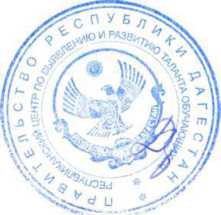 ПРАВИТЕЛЬСТВО РЕСПУБЛИКИ ДАГЕСТАН
РЕСПУБЛИКАНСКИЙ ЦЕНТР ПО ВЫЯВЛЕНИЮ И РАЗВИТИЮ ТАЛАНТА ОБУЧАЮЩИХСЯ